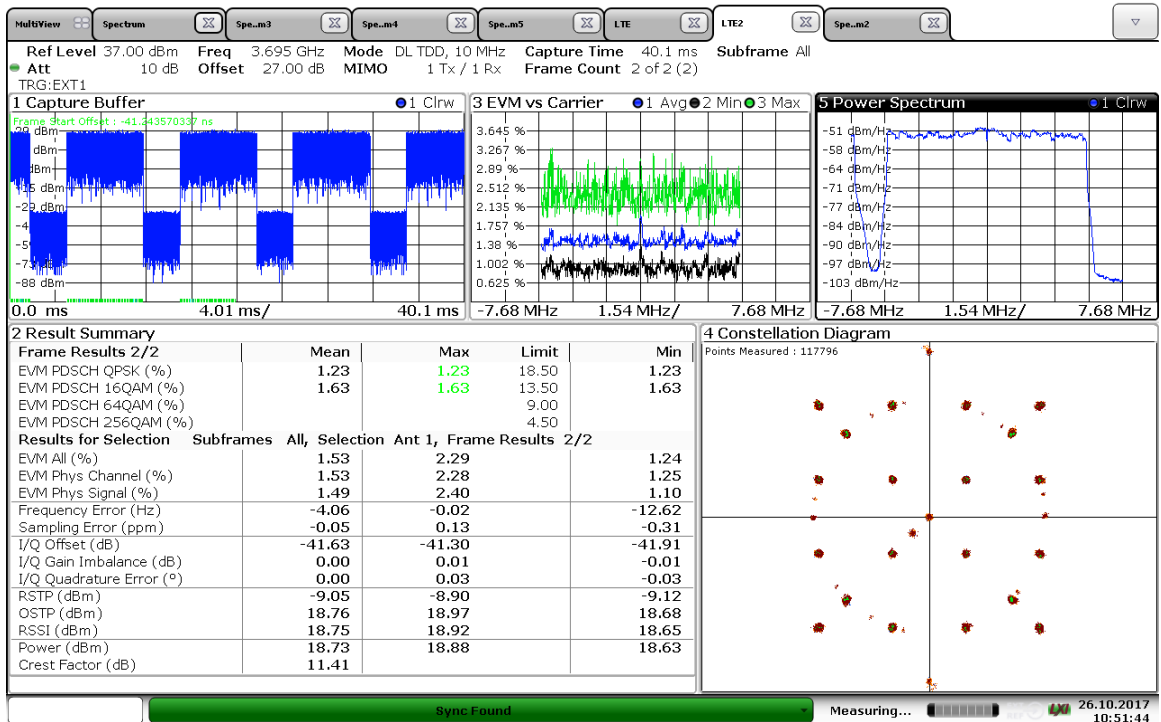 MultiView Spectrum Spe..m3 Spe..m4 Spe..m5 LTE LTE2 Spe..m2
Ref Level 37.00 dBm Freq 3.695 GHz Mode DL TDD, 10 MHz Capture Time 40.1 ms Subframe All
Att 10 dB Offset 27.00 dB MIMO 1 Tx / 1 Rx Frame Count 2 of 2 (2)
TRG:EXT1
1 Capture Buffer 1 Clrw
Frame Start Offset : -41.243570337 ns
29 dBm
dBm
dBm
-15 dBm
-29 dBm
-88 dBm
0.0 ms 4.01 ms/ 40.1 ms
3 EVM vs Carrier 1 Avg 2 Min 3 Max
3.645 %
3.267 %
2.89 %
2.512 %
2.135 %
1.757 %
1.38 %
1.002 %
0.625 %
-7.68 MHz 1.54 MHz/ 7.68 MHz
5 Power Spectrum 1 Clrw
-51 dBm/Hz
-58 dBm/Hz
-64 dBm/Hz
-71 dBm/Hz
-77 dBm/Hz
-84 dBm/Hz
-90 dBm/Hz
-97 dBm/Hz
-103 dBm/Hz
-7.68 MHz 1.54 MHz/ 7.68 MHz
2 Result Summary
Frame Results 2/2 Mean Max Limit Min
EVM PDSCH QPSK (%) 1.23 1.23 18.50 1.23
EVM PDSCH 16QAM (%) 1.63 1.63 13.50 1.63
EVM PDSCH 64QAM (%) 9.00
EVM PDSCH 256QAM (%) 4.50
Results for Selection Subframes All, Selection Ant 1, Frame Results 2/2
EVM All (%) 1.53 2.29 1.24
EVM Phys Channel (%) 1.53 2.28 1.25
EVM Phys Signal (%) 1.49 2.40 1.10
Frequency Error (Hz) -4.06 -0.02 -12.62
Sampling Error (ppm) -0.05 0.13 -0.31
I/Q Offset (dB) -41.63 -41.30 -41.91
I/Q Gain Imbalance (dB) 0.00 0.01 -0.01
I/Q Quadrature Error (°) 0.00 0.03 -0.03
RSTP (dBm) -9.05 -8.90 -9.12
OSTP (dBm) 18.76 18.97 18.68
RSSI (dBm) 18.75 18.92 18.65
Power (dBm) 18.73 18.88 18.63
Crest Factor (dB) 11.41
4 Constellation Diagram
Points Measured : 117796
Sync Found
Measuring...
REF
LXI
26.10.2017
10:51:44